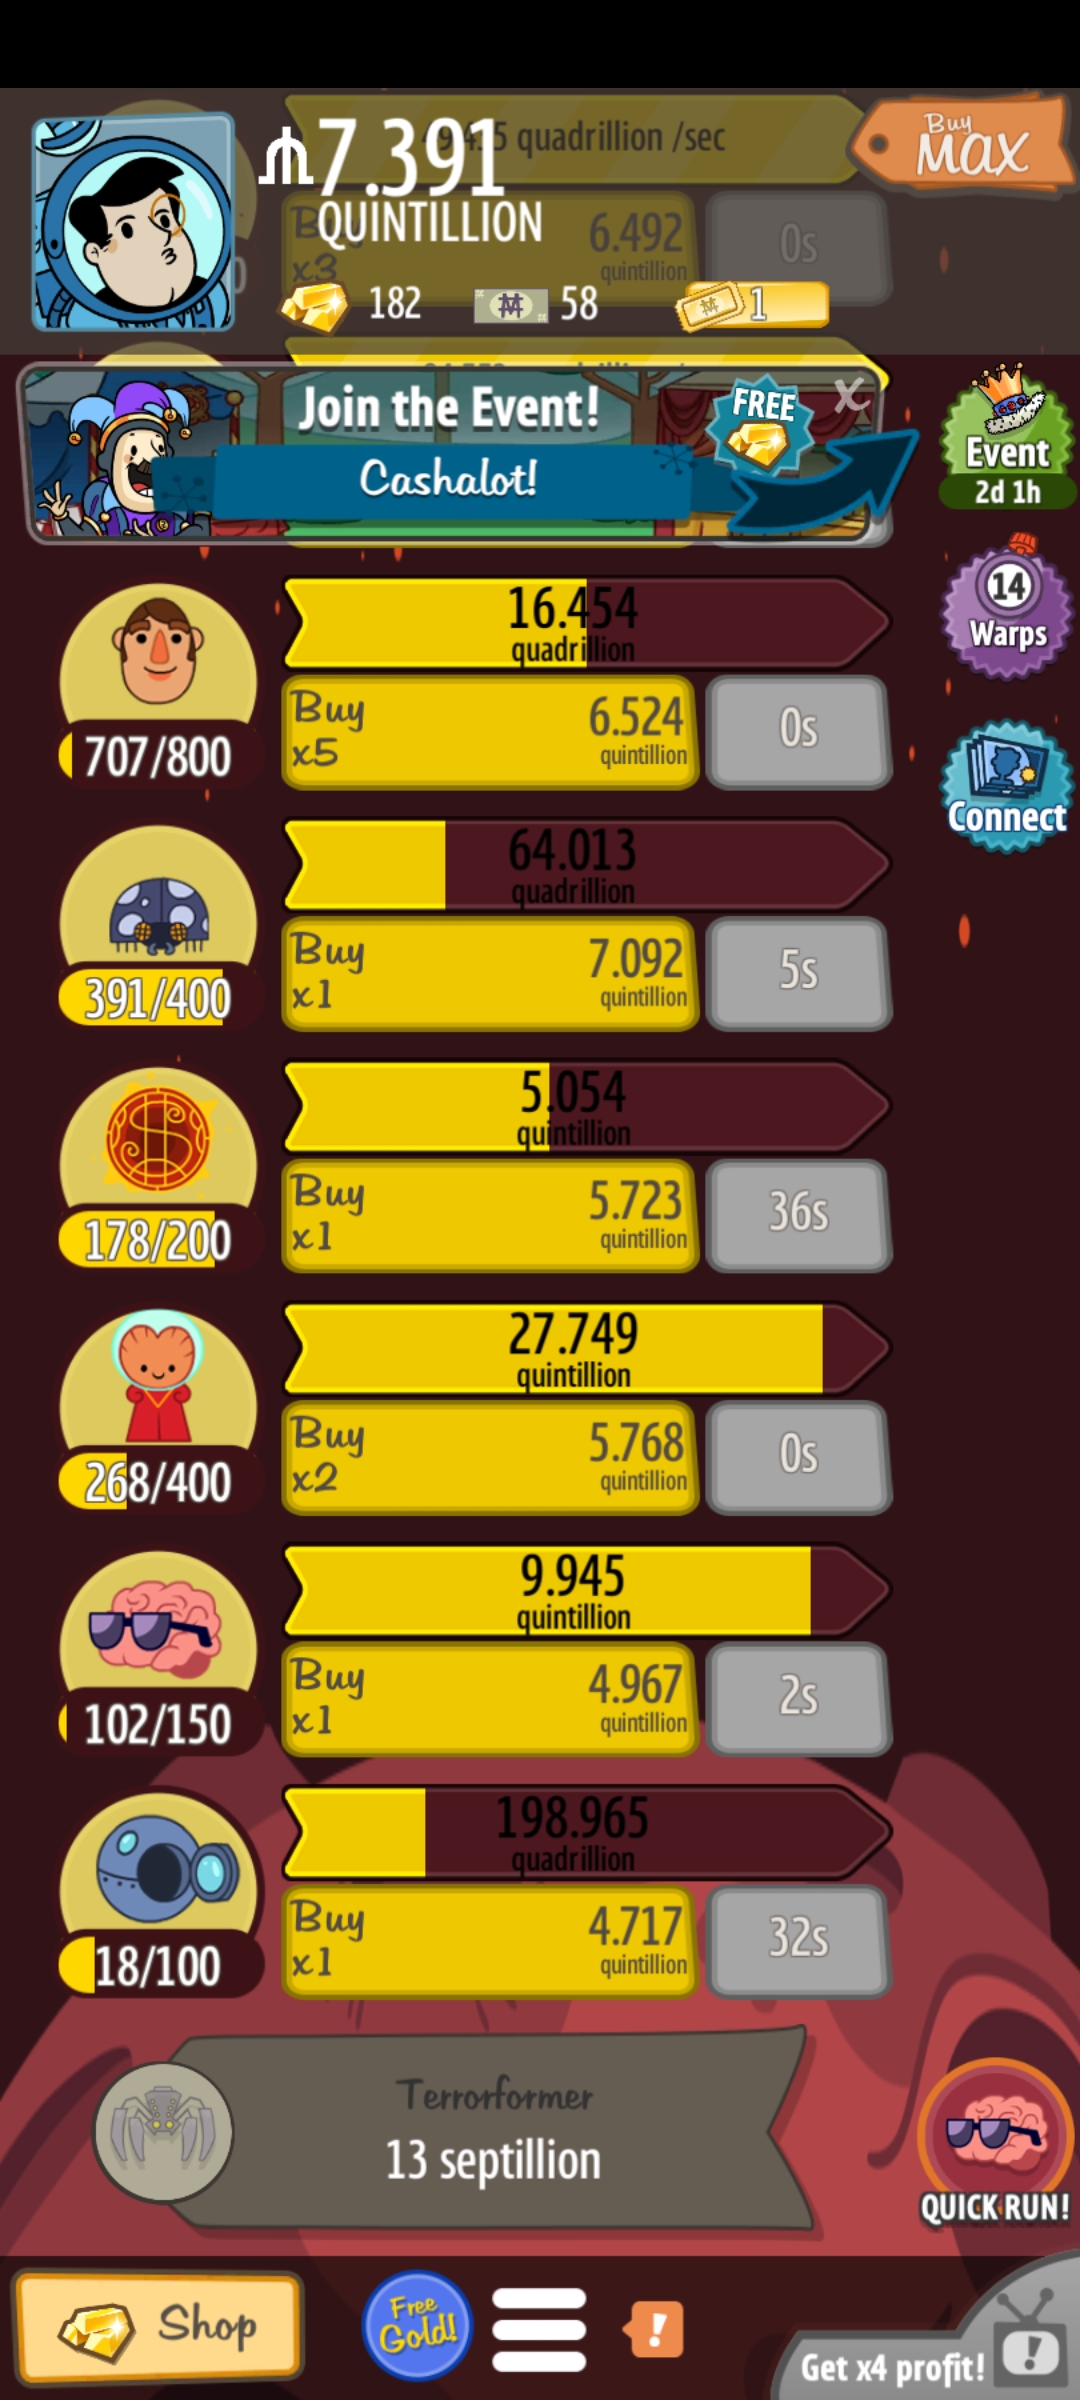 quadrillion /sec
Buy
MAX
7.391
QUINTILLION
6.492
quintillion
x3
0s
182
58
1
Join the Event!
FREE
X
Cashalot!
Event
2d 1h
14
Warps
Connect
16.454
quadrillion
Buy
x5
6.524
quintillion
0s
707/800
64.013
quadrillion
Buy
x1
7.092
quintillion
5s
391/400
5.054
quintillion
Buy
x1
5.723
quintillion
36s
178/200
27.749
quintillion
Buy
x2
5.768
quintillion
0s
268/400
9.945
quintillion
Buy
x1
4.967
quintillion
2s
102/150
198.965
quadrillion
Buy
x1
4.717
quintillion
32s
18/100
Terrorformer
13 septillion
QUICK RUN!
Shop
Free
Gold!
!
Get x4 profit!
!